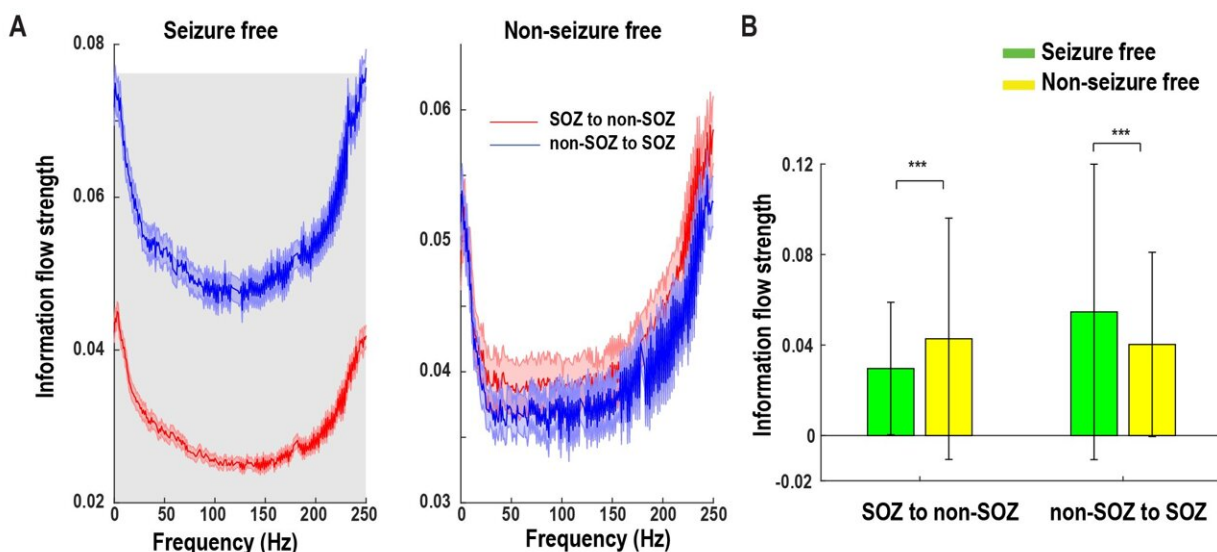 A
Seizure free
Information flow strength
0.08
0.06
0.04
0.02
0 50 100 150 200 250
Frequency (Hz)
Non-seizure free
SOZ to non-SOZ
non-SOZ to SOZ
0.06
0.05
0.04
0.03
0 50 100 150 200 250
Frequency (Hz)
B
Seizure free
Non-seizure free
Information flow strength
0.12
0.08
0.04
0
-0.02
***
***
SOZ to non-SOZ
non-SOZ to SOZ